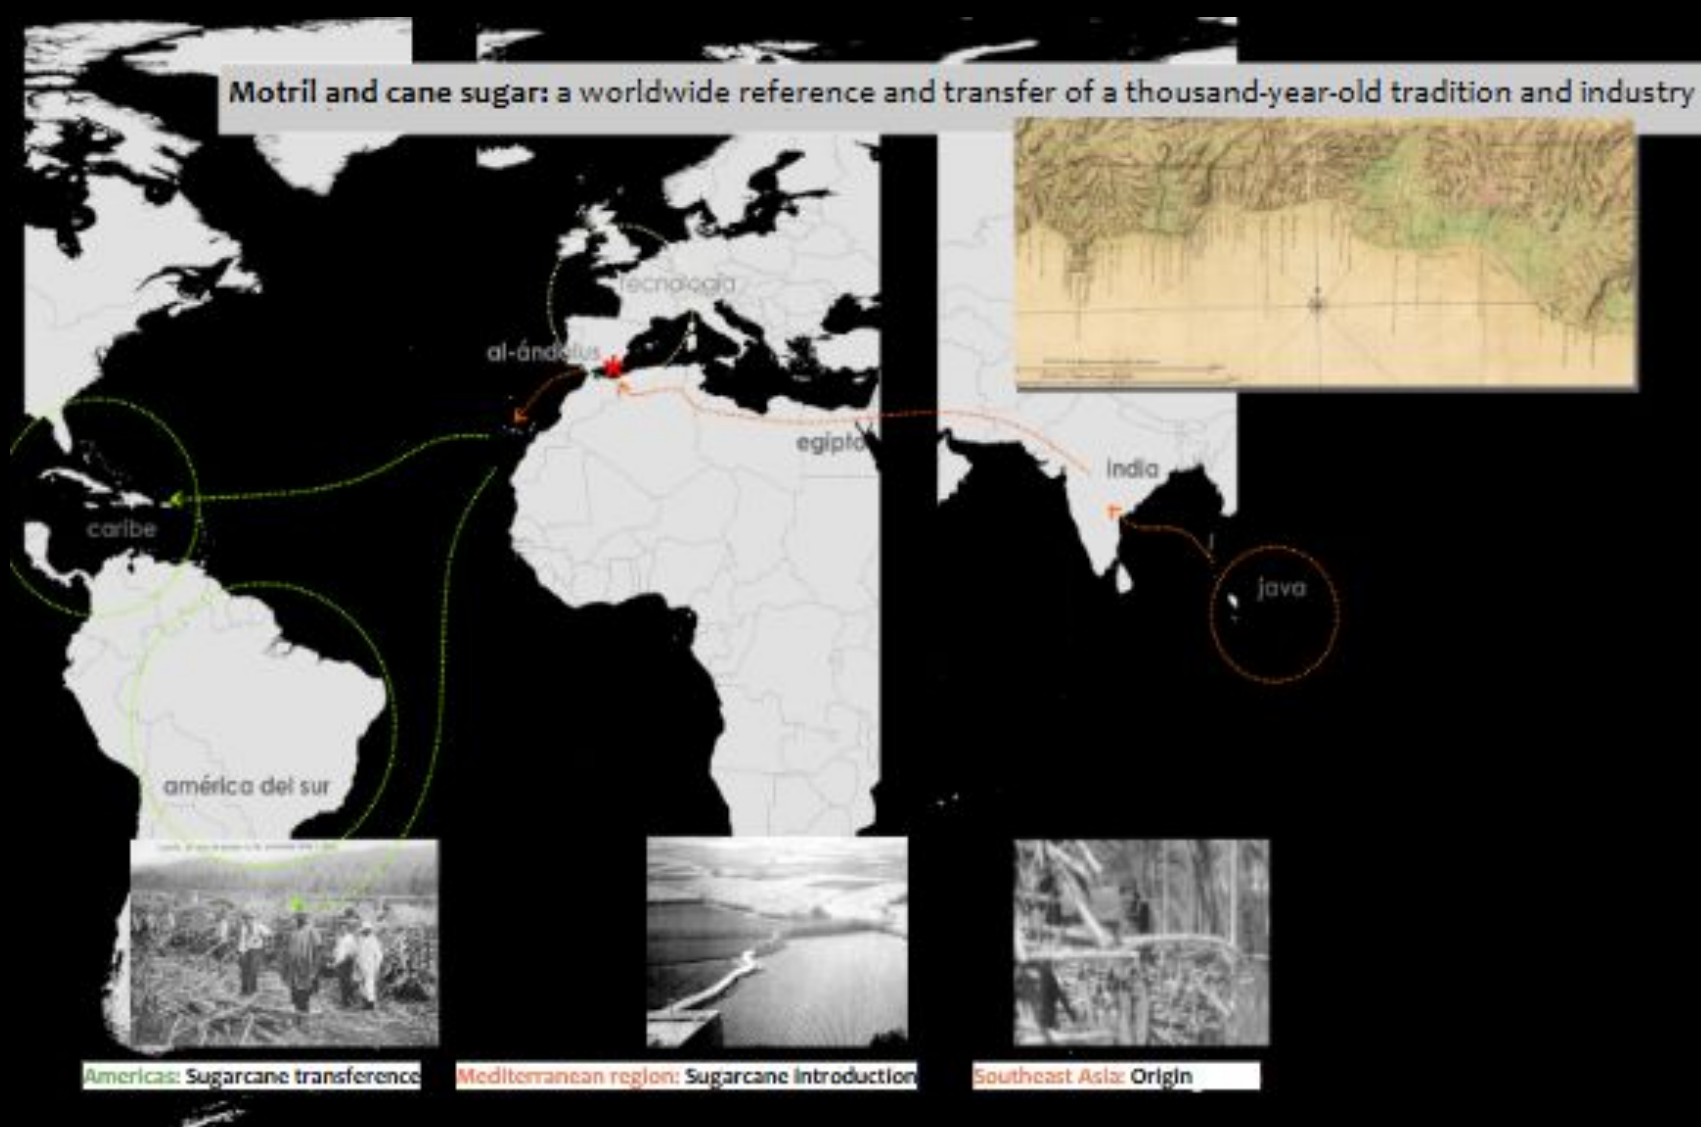 Motril and cane sugar: a worldwide reference and transfer of a thousand-year-old tradition and industry
tecnología
al-ándalus
egipto
india
caribe
java
américa del sur
Americas: Sugarcane transference
Mediterranean region: Sugarcane introduction
Southeast Asia: Origin